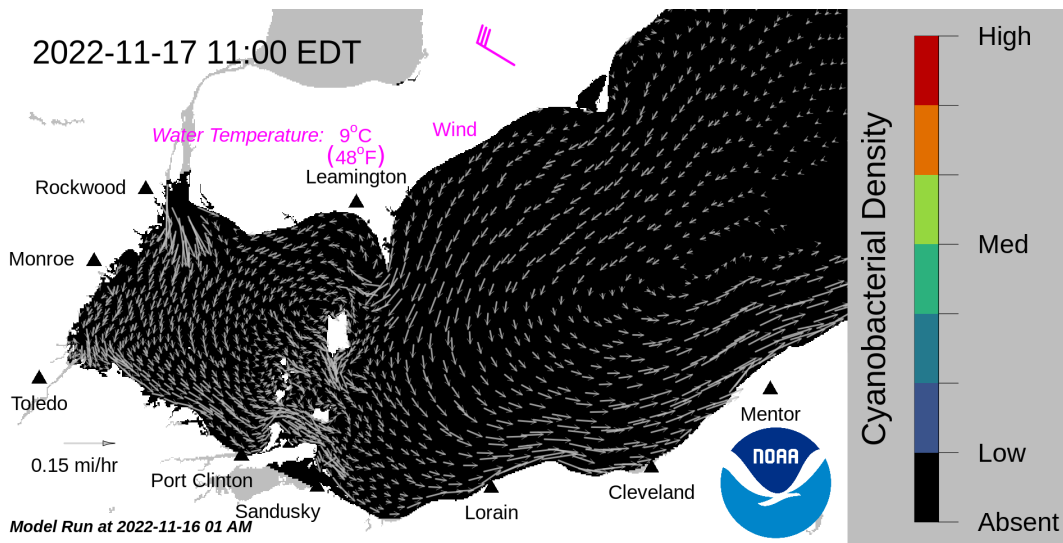 2022-11-17 11:00 EDT
Water Temperature: 9°C
(48°F)
Wind
Leamington
Rockwood
Monroe
Toledo
0.15 mi/hr
Port Clinton
Sandusky
Lorain
Cleveland
Mentor
NOAA
Model Run at 2022-11-16 01 AM
Cyanobacterial Density
High
Med
Low
Absent